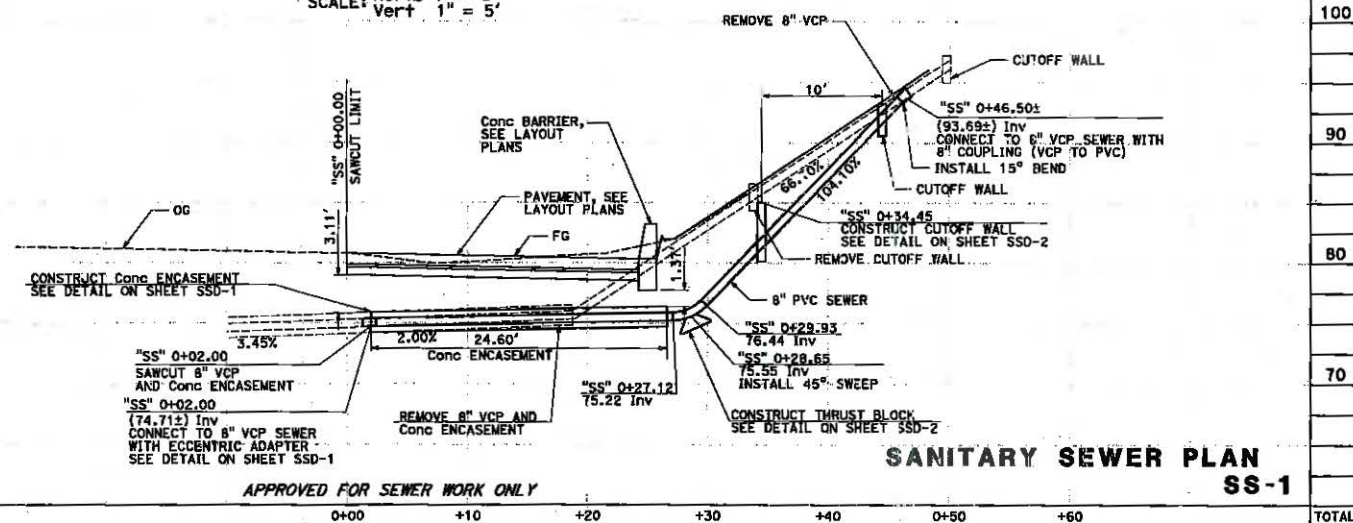 SCALE:
Vert 1" = 5'
100
90
80
70
REMOVE 8" VCP
CUTOFF WALL
10'
"SS" 0+46.50±
(93.69±) Inv
CONNECT TO 8" VCP SEWER WITH
8" COUPLING (VCP TO PVC)
INSTALL 15° BEND
CUTOFF WALL
"SS" 0+00.00
SAWCUT LIMIT
Conc BARRIER,
SEE LAYOUT
PLANS
66.70%
104.10%
OG
PAVEMENT, SEE
LAYOUT PLANS
FG
3.11'
1.31'
"SS" 0+34.45
CONSTRUCT CUTOFF WALL
SEE DETAIL ON SHEET SSD-2
REMOVE CUTOFF WALL
CONSTRUCT Conc ENCASEMENT
SEE DETAIL ON SHEET SSD-1
8" PVC SEWER
3.45%
2.00%
24.60'
Conc ENCASEMENT
"SS" 0+29.93
76.44 Inv
"SS" 0+28.65
75.55 Inv
INSTALL 45° SWEEP
"SS" 0+02.00
SAWCUT 8" VCP
AND Conc ENCASEMENT
"SS" 0+27.12
75.22 Inv
"SS" 0+02.00
(74.71±) Inv
CONNECT TO 8" VCP SEWER
WITH ECCENTRIC ADAPTER
SEE DETAIL ON SHEET SSD-1
REMOVE 8" VCP AND
Conc ENCASEMENT
CONSTRUCT THRUST BLOCK
SEE DETAIL ON SHEET SSD-2
SANITARY SEWER PLAN
SS-1
APPROVED FOR SEWER WORK ONLY
0+00 +10 +20 +30 +40 0+50 +60
TOTAL